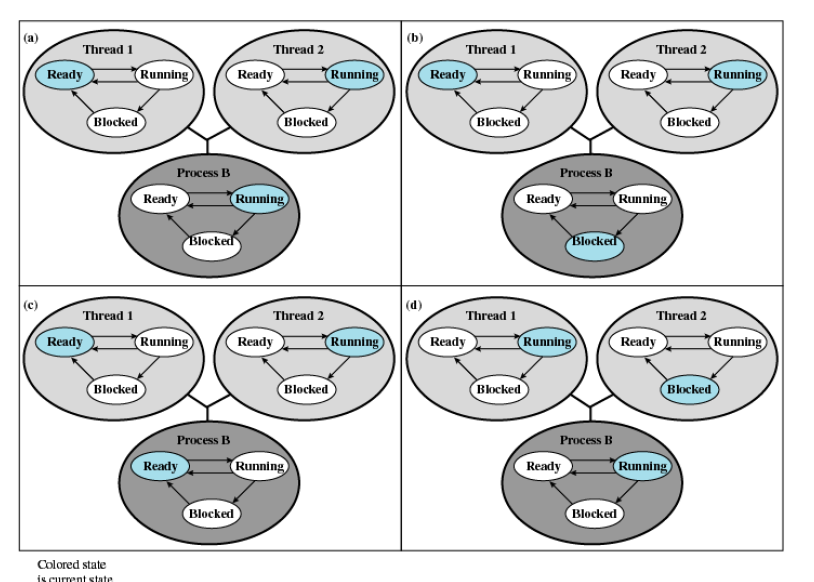 (a)
Thread 1
Thread 2
Ready
Running
Ready
Running
Blocked
Blocked
Process B
Ready
Running
Blocked
(b)
Thread 1
Thread 2
Ready
Running
Ready
Running
Blocked
Blocked
Process B
Ready
Running
Blocked
(c)
Thread 1
Thread 2
Ready
Running
Ready
Running
Blocked
Blocked
Process B
Ready
Running
Blocked
(d)
Thread 1
Thread 2
Ready
Running
Ready
Running
Blocked
Blocked
Process B
Ready
Running
Blocked
Colored state
is current state